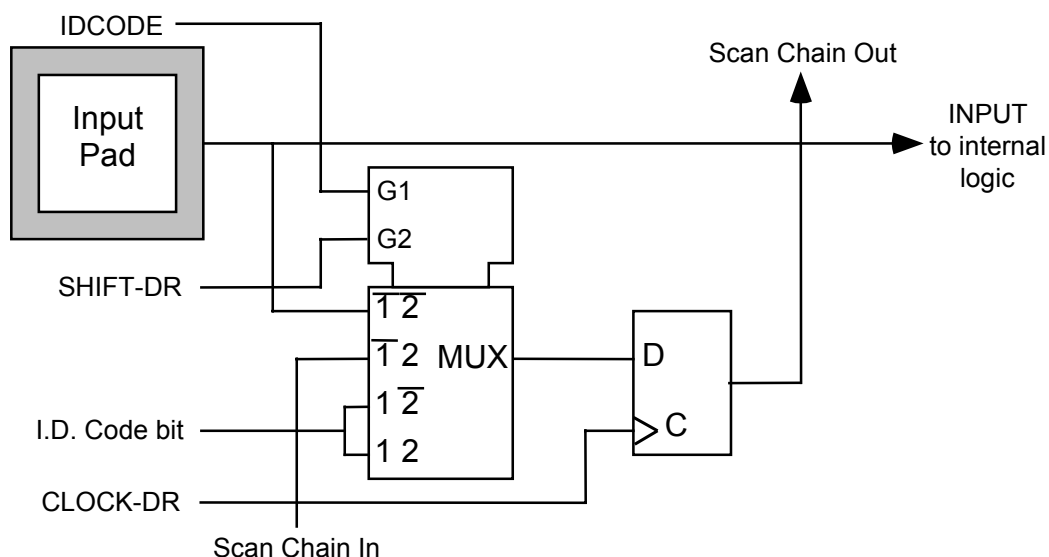 IDCODE
Scan Chain Out
Input
Pad
INPUT
to internal
logic
G1
G2
SHIFT-DR
1̅ 2̅
1̅ 2
MUX
D
1 2̅
I.D. Code bit
1 2
C
CLOCK-DR
Scan Chain In